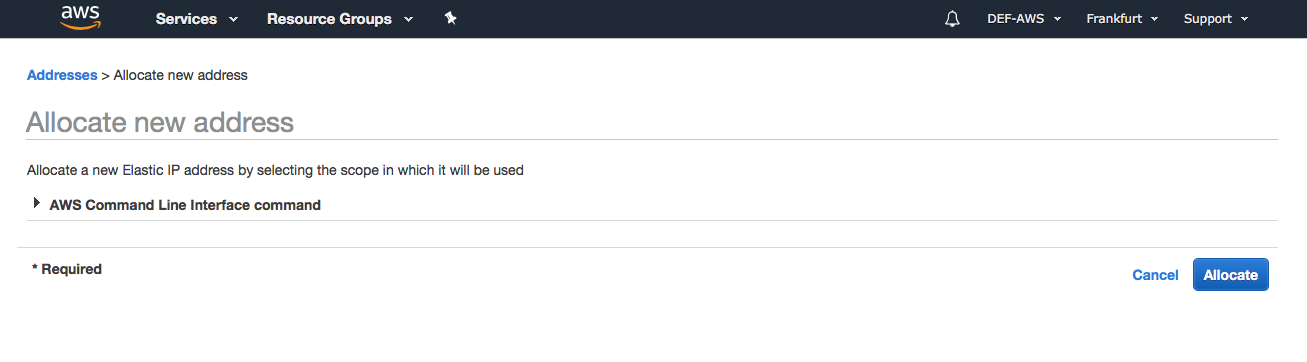 aws Services Resource Groups DEF-AWS Frankfurt Support
Addresses > Allocate new address
Allocate new address
Allocate a new Elastic IP address by selecting the scope in which it will be used
AWS Command Line Interface command
* Required
Cancel Allocate